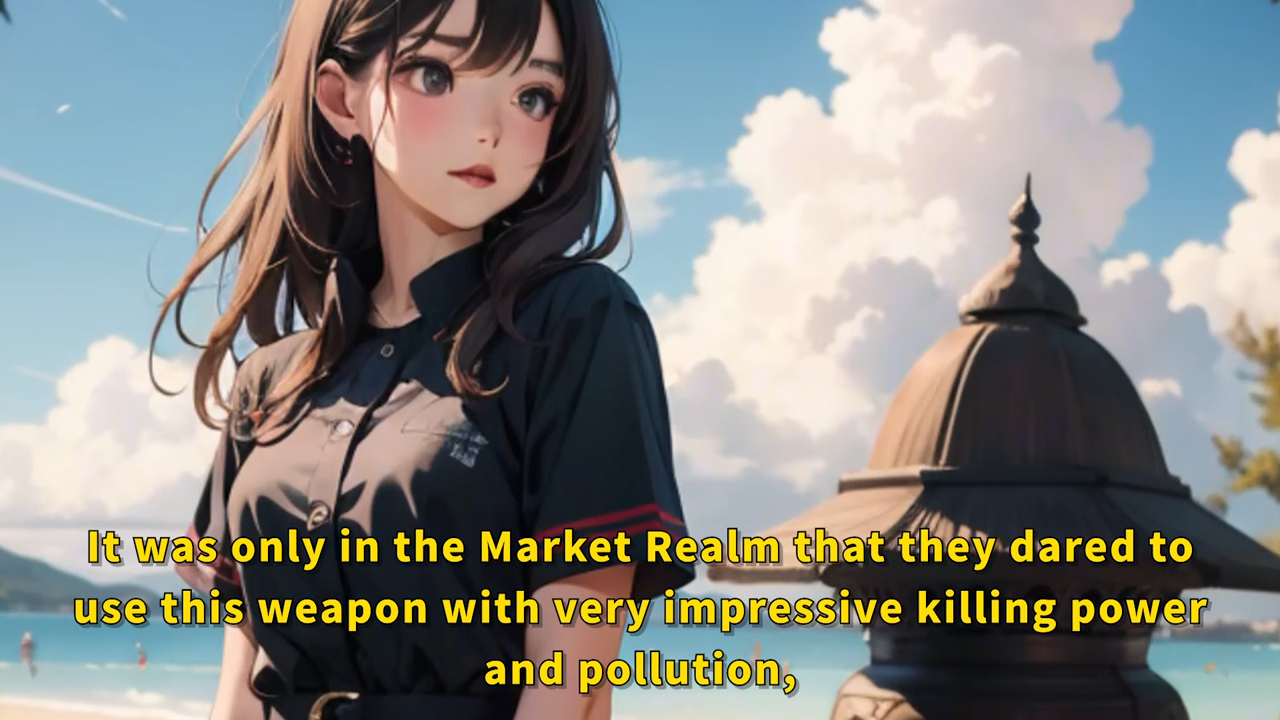 It was only in the Market Realm that they dared to
use this weapon with very impressive killing power
and pollution,